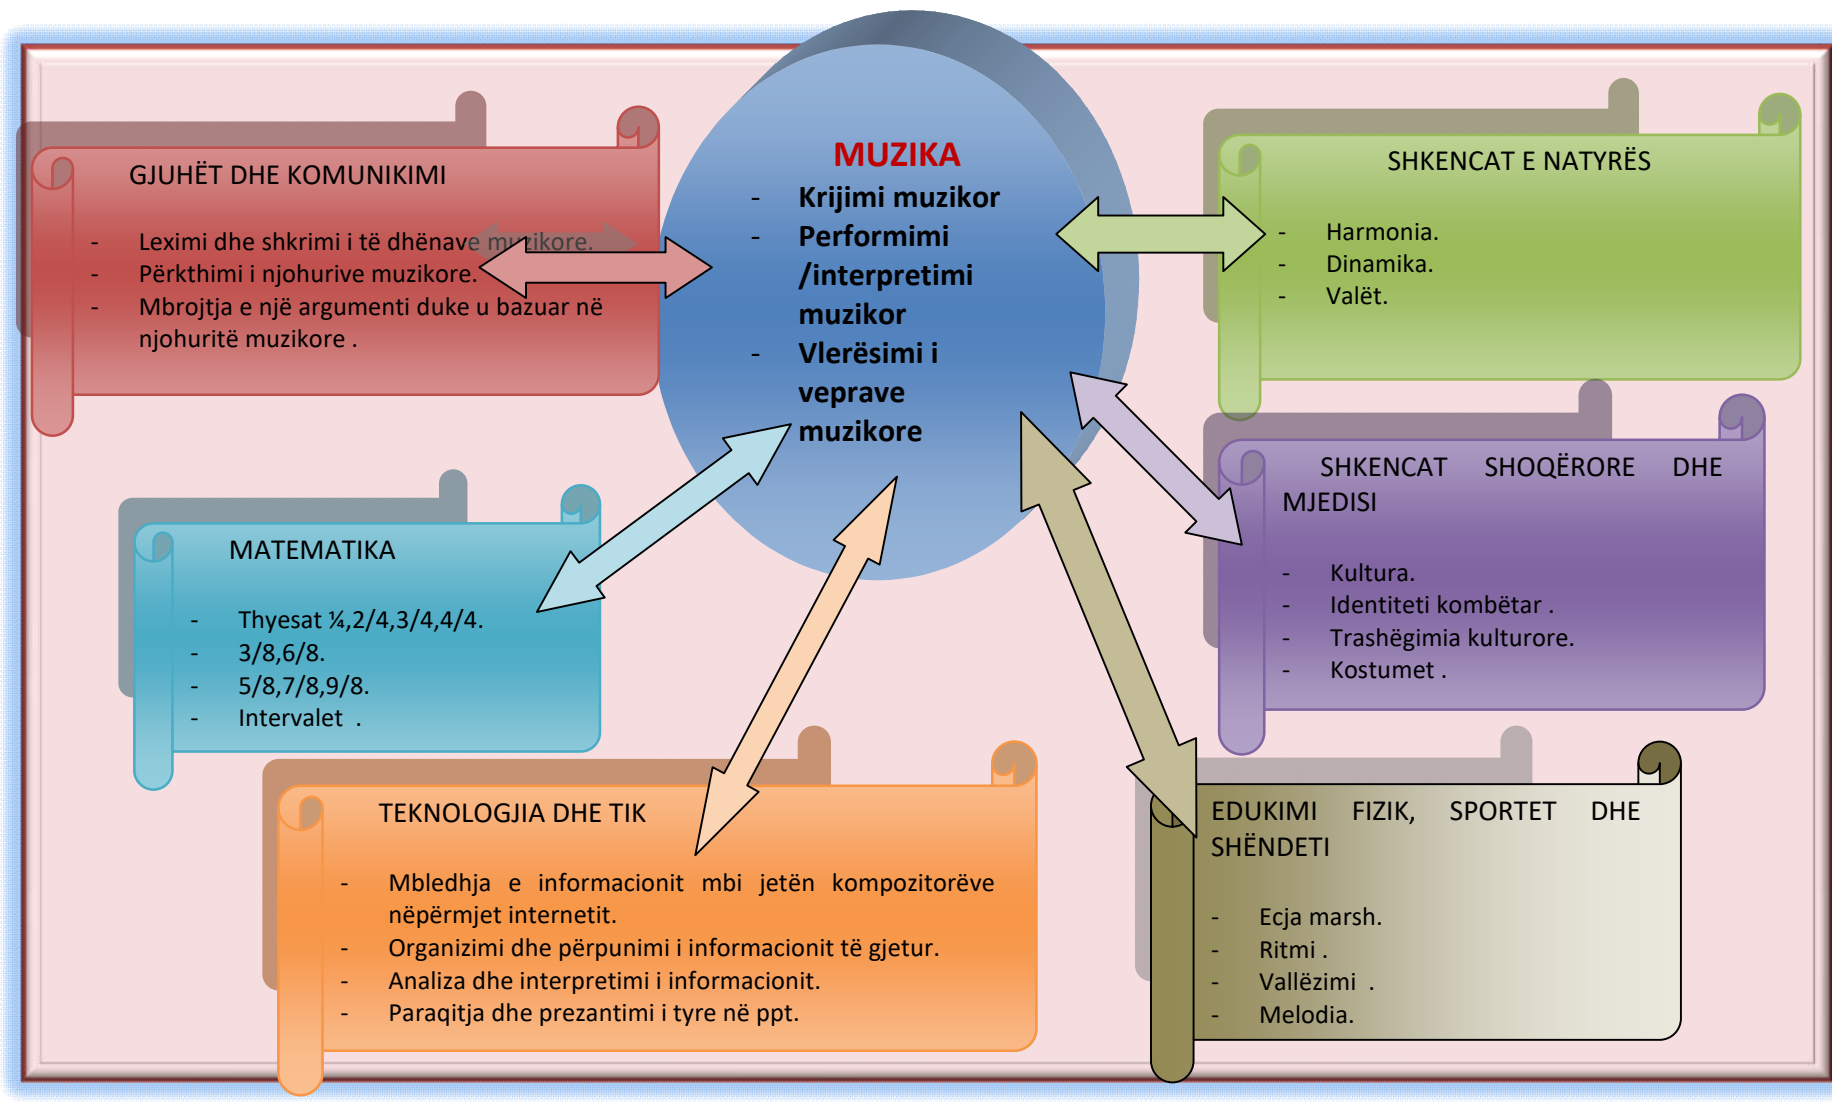 MUZIKA
- Krijimi muzikor
- Performimi
/interpretimi
muzikor
- Vlerësimi i
veprave
muzikore
GJUHËT DHE KOMUNIKIMI
- Leximi dhe shkrimi i të dhënave muzikore.
- Përkthimi i njohurive muzikore.
- Mbrojtja e një argumenti duke u bazuar në
njohuritë muzikore .
SHKENCAT E NATYRËS
- Harmonia.
- Dinamika.
- Valët.
MATEMATIKA
- Thyesat ¼,2/4,3/4,4/4.
- 3/8,6/8.
- 5/8,7/8,9/8.
- Intervalet .
SHKENCAT SHOQËRORE DHE
MJEDISI
- Kultura.
- Identiteti kombëtar .
- Trashëgimia kulturore.
- Kostumet .
TEKNOLOGJIA DHE TIK
- Mbledhja e informacionit mbi jetën kompozitorëve
nëpërmjet internetit.
- Organizimi dhe përpunimi i informacionit të gjetur.
- Analiza dhe interpretimi i informacionit.
- Paraqitja dhe prezantimi i tyre në ppt.
EDUKIMI FIZIK, SPORTET DHE
SHËNDETI
- Ecja marsh.
- Ritmi .
- Vallëzimi .
- Melodia.